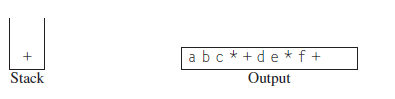 +
a b c * + d e * f +
Stack
Output